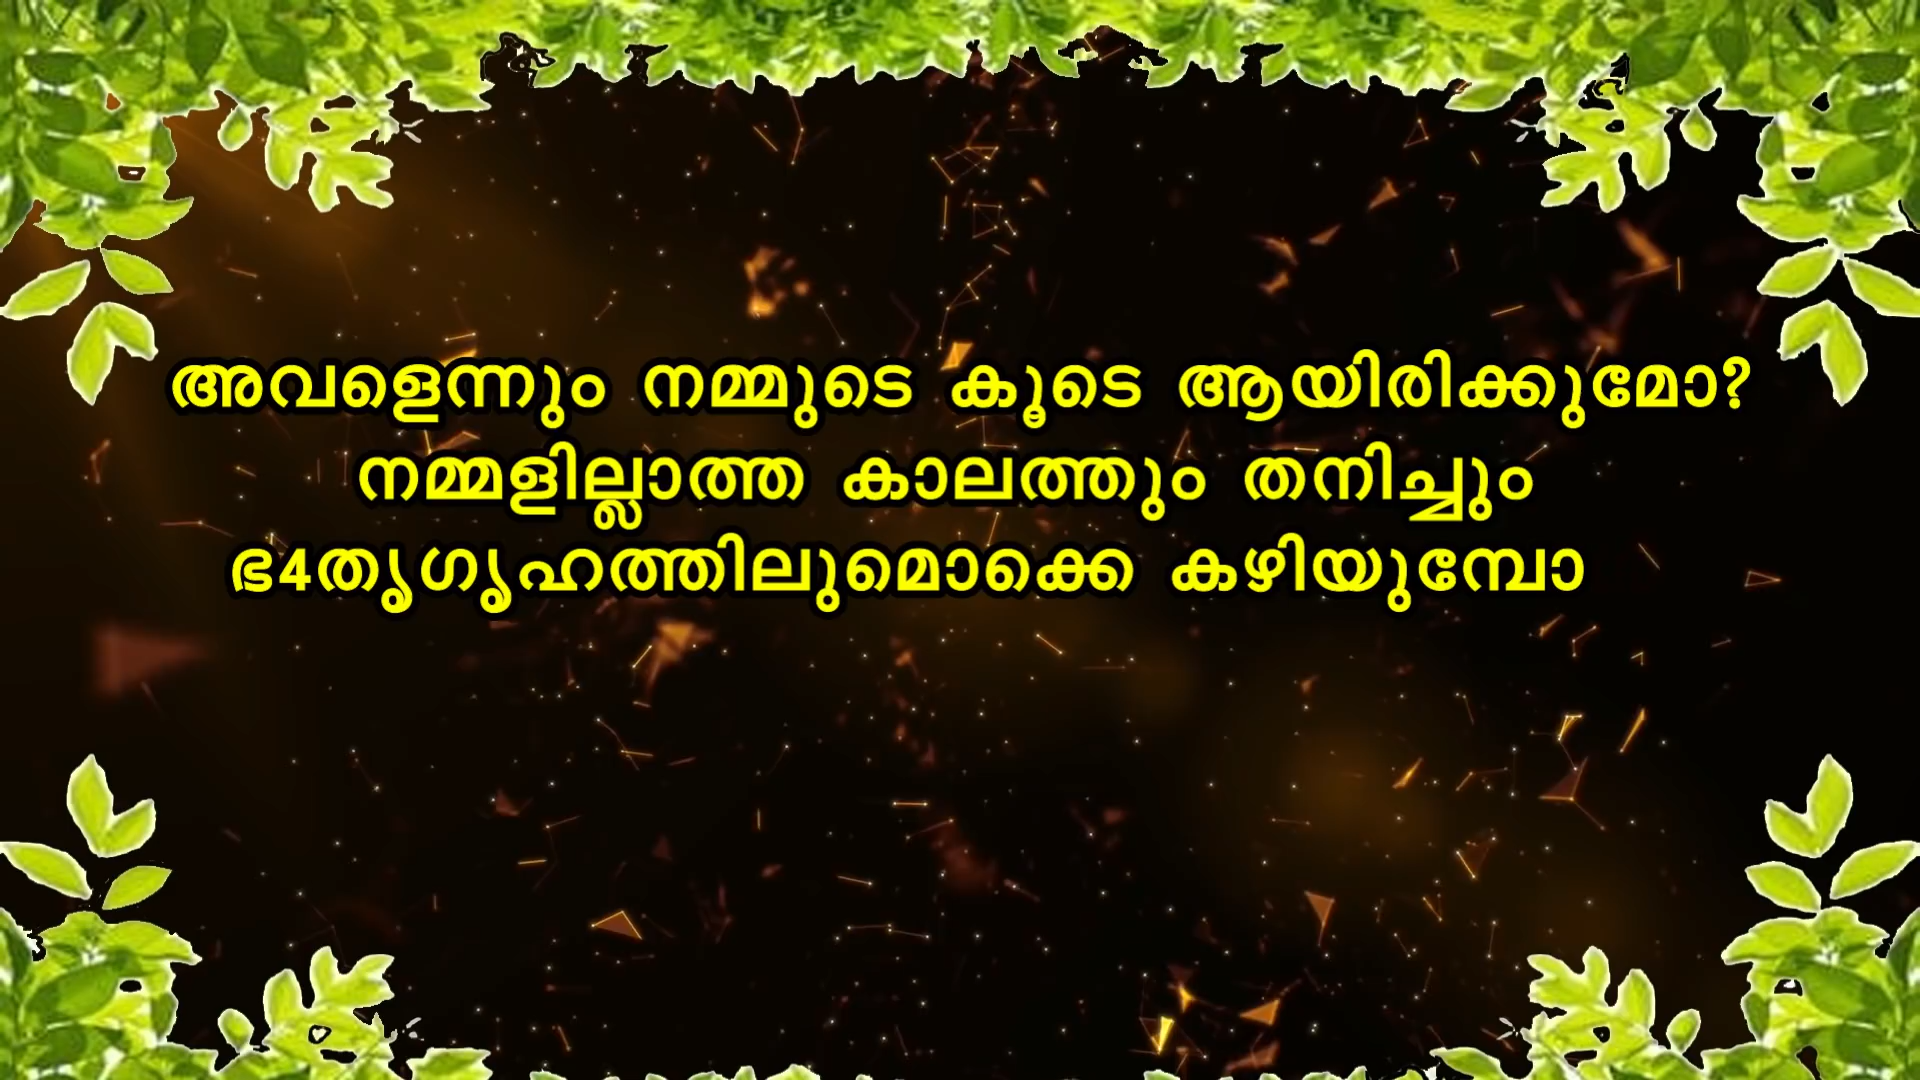 അവളെന്നും നമ്മുടെ കൂടെ ആയിരിക്കുമോ?
നമ്മളില്ലാത്ത കാലത്തും തനിച്ചും
ഭ4തൃഗൃഹത്തിലുമൊക്കെ കഴിയുമ്പോ